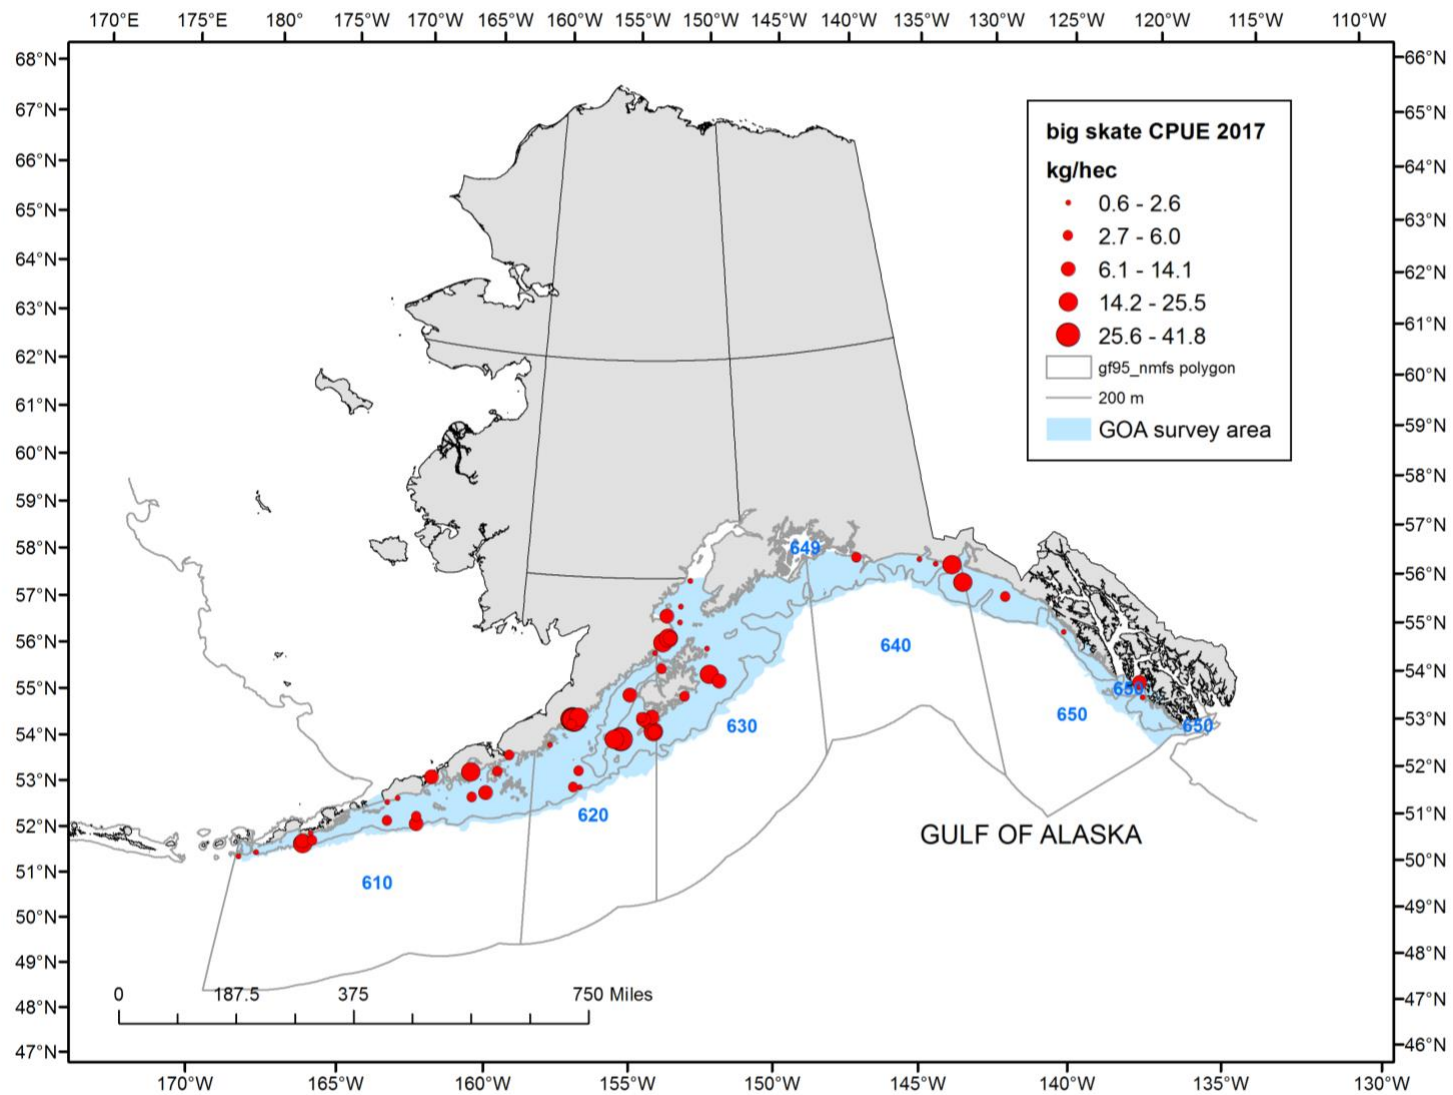 170°E 175°E 180° 175°W 170°W 165°W 160°W 155°W 150°W 145°W 140°W 135°W 130°W 125°W 120°W 115°W 110°W
68°N
67°N
66°N
65°N
64°N
63°N
62°N
61°N
60°N
59°N
58°N
57°N
56°N
55°N
54°N
53°N
52°N
51°N
50°N
49°N
48°N
47°N
big skate CPUE 2017
kg/hec
0.6 - 2.6
2.7 - 6.0
6.1 - 14.1
14.2 - 25.5
25.6 - 41.8
gf95_nmfs polygon
200 m
GOA survey area
66°N
65°N
64°N
63°N
62°N
61°N
60°N
59°N
58°N
57°N
56°N
55°N
54°N
53°N
52°N
51°N
50°N
49°N
48°N
47°N
46°N
649
640
650
650
650
630
620
610
GULF OF ALASKA
0 187.5 375 750 Miles
170°W 165°W 160°W 155°W 150°W 145°W 140°W 135°W 130°W